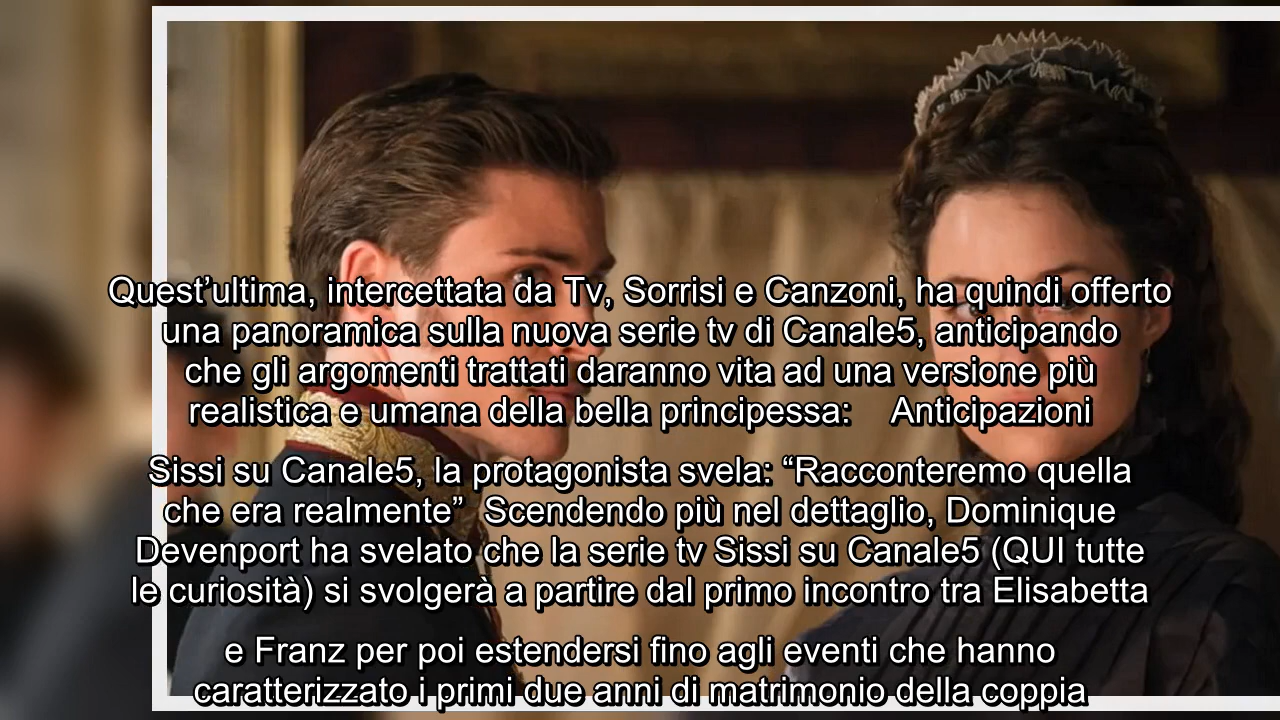 Quest’ultima, intercettata da Tv, Sorrisi e Canzoni, ha quindi offerto
una panoramica sulla nuova serie tv di Canale5, anticipando
che gli argomenti trattati daranno vita ad una versione più
realistica e umana della bella principessa: Anticipazioni
Sissi su Canale5, la protagonista svela: “Racconteremo quella
che era realmente” Scendendo più nel dettaglio, Dominique
Devenport ha svelato che la serie tv Sissi su Canale5 (QUI tutte
le curiosità) si svolgerà a partire dal primo incontro tra Elisabetta
e Franz per poi estendersi fino agli eventi che hanno
caratterizzato i primi due anni di matrimonio della coppia